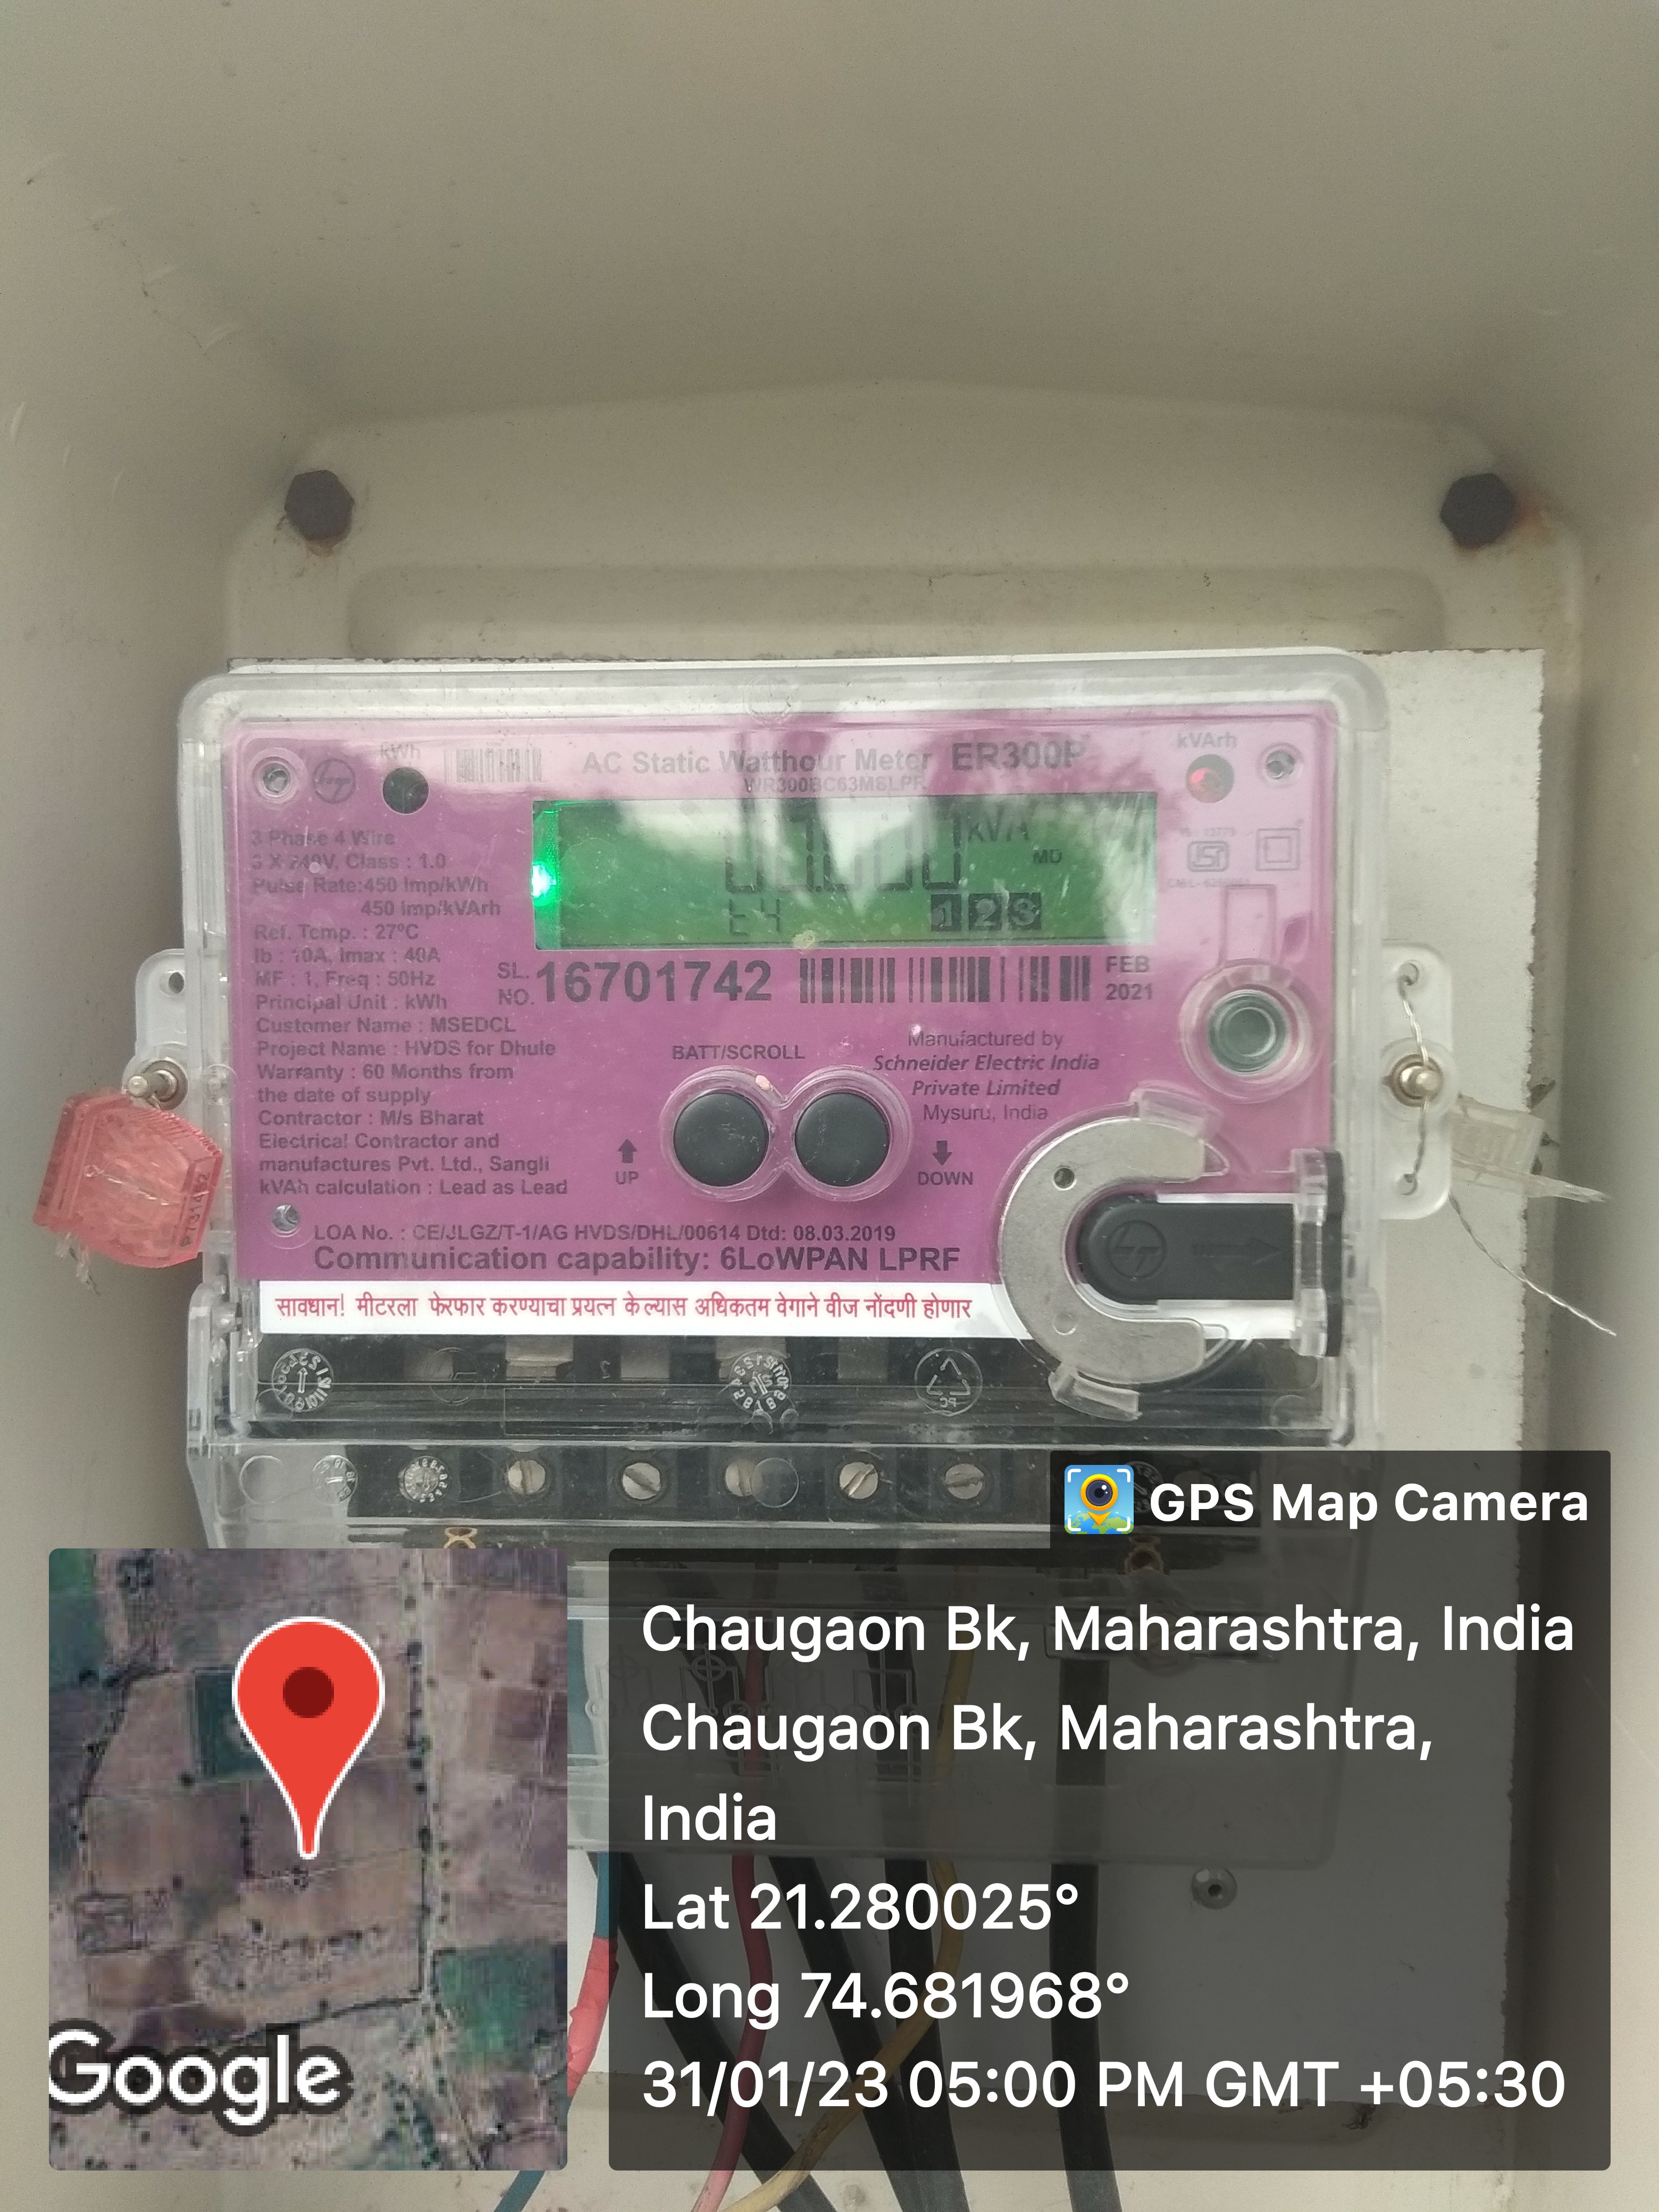 kWh
AC Static Watthour Meter ER300P
kVArh
3 Phase 4 Wire
3 X 240V, Class : 1.0
Pulse Rate:450 Imp/kWh
450 Imp/kVArh
Ref. Temp. : 27°C
Ib : 10A, Imax : 40A
MF : 1, Freq : 50Hz
Principal Unit : kWh
Customer Name : MSEDCL
Project Name : HVDS for Dhule
Warranty : 60 Months from
the date of supply
Contractor : M/s Bharat
Electrical Contractor and
manufactures Pvt. Ltd., Sangli
kVAh calculation : Lead as Lead
kVA
MD
t4 1 2 3
SL. NO. 16701742
FEB 2021
BATT/SCROLL
UP
DOWN
Manufactured by
Schneider Electric India
Private Limited
Mysuru, India
LOA No. : CE/JLGZ/T-1/AG HVDS/DHL/00614 Dtd: 08.03.2019
Communication capability: 6LoWPAN LPRF
सावधान! मीटरला फेरफार करण्याचा प्रयत्न केल्यास अधिकतम वेगाने वीज नोंदणी होणार
GPS Map Camera
Chaugaon Bk, Maharashtra, India
Chaugaon Bk, Maharashtra,
India
Lat 21.280025°
Long 74.681968°
31/01/23 05:00 PM GMT +05:30
Google